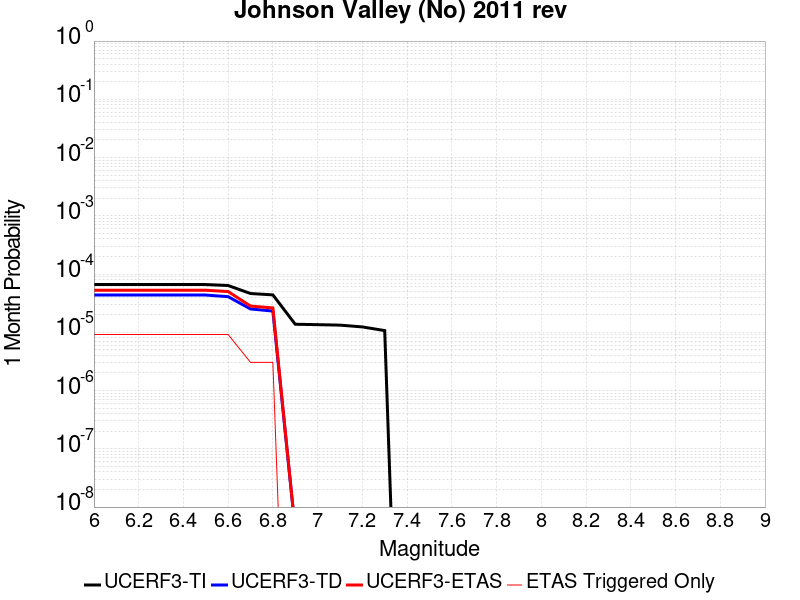 Johnson Valley (No) 2011 rev
1 Month Probability
10^0
10^-1
10^-2
10^-3
10^-4
10^-5
10^-6
10^-7
10^-8
6 6.2 6.4 6.6 6.8 7 7.2 7.4 7.6 7.8 8 8.2 8.4 8.6 8.8 9
Magnitude
UCERF3-TI UCERF3-TD UCERF3-ETAS ETAS Triggered Only